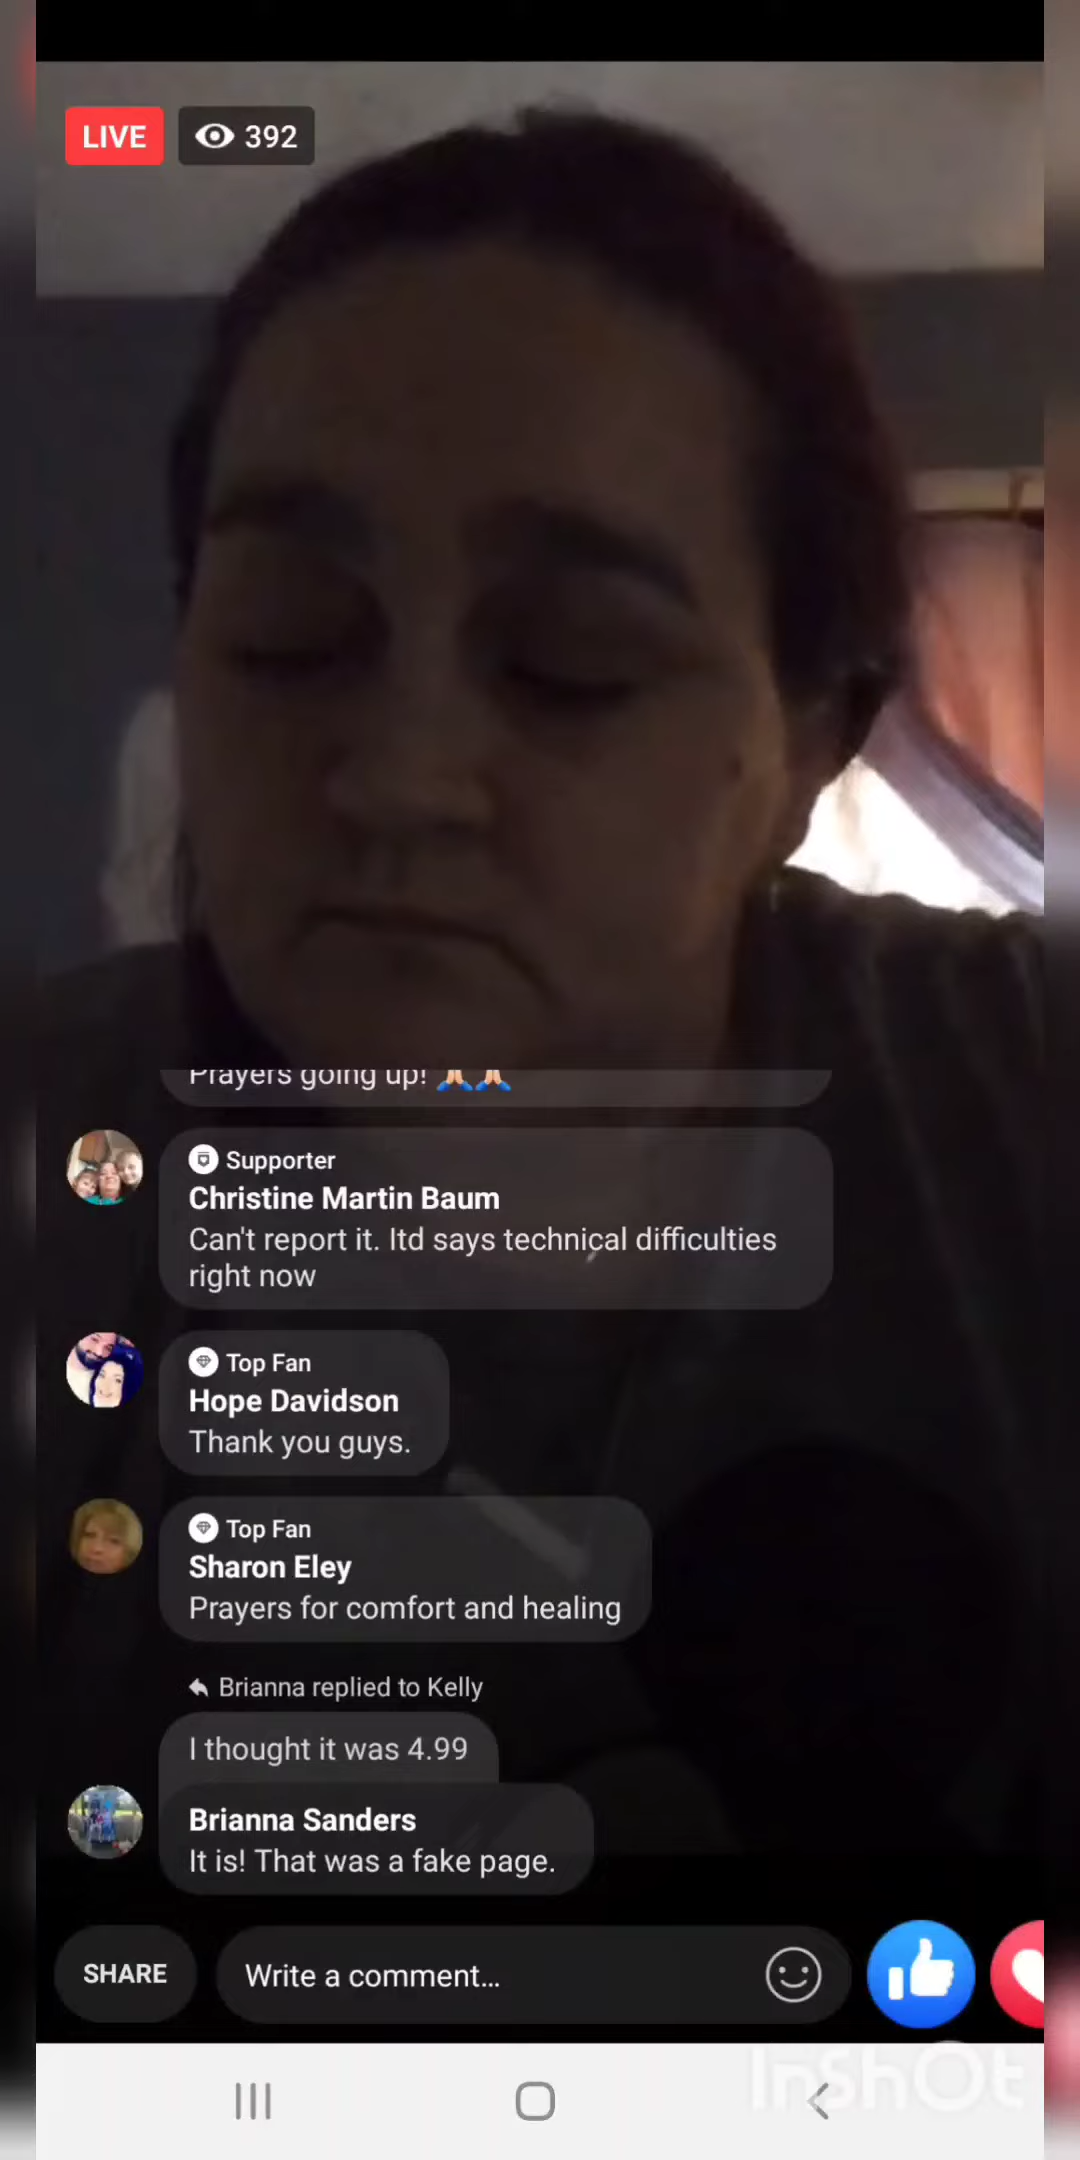 LIVE
392
Prayers going up! 🙏🙏
Supporter
Christine Martin Baum
Can't report it. Itd says technical difficulties
right now
Top Fan
Hope Davidson
Thank you guys.
Top Fan
Sharon Eley
Prayers for comfort and healing
Brianna replied to Kelly
I thought it was 4.99
Brianna Sanders
It is! That was a fake page.
SHARE
Write a comment...
InShOt